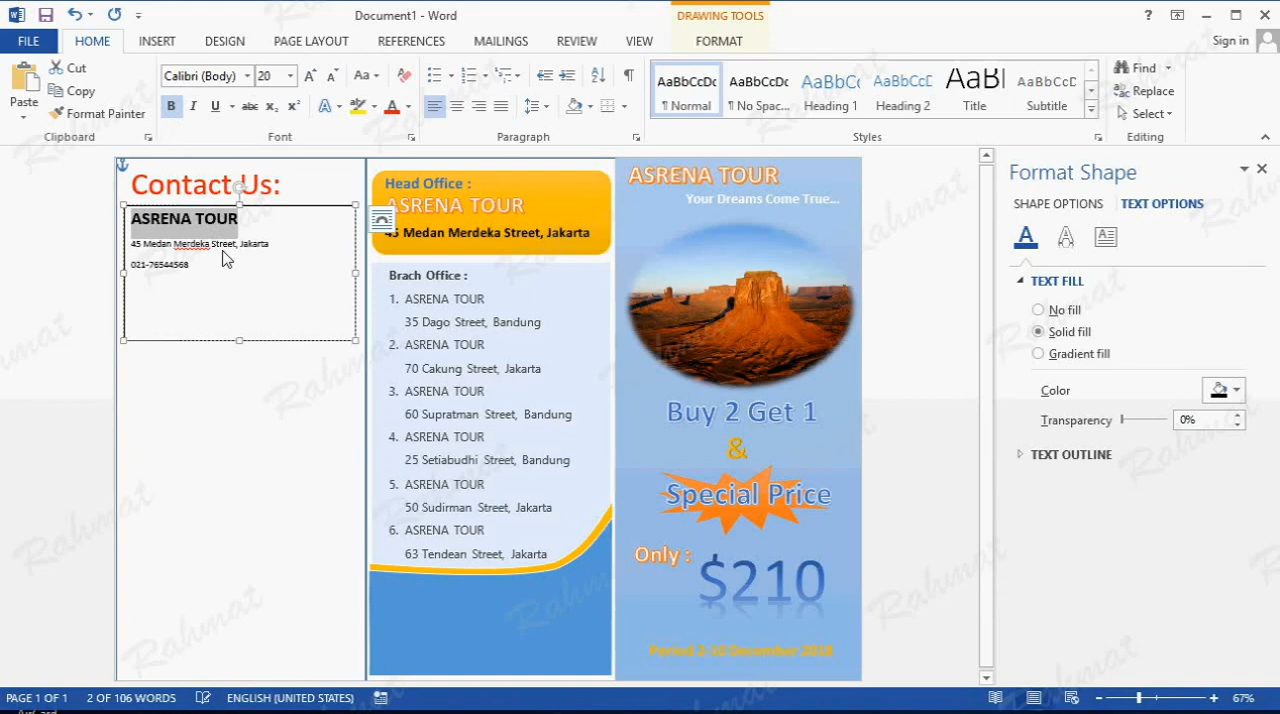 Document1 - Word
DRAWING TOOLS
?
FILE
HOME
INSERT
DESIGN
PAGE LAYOUT
REFERENCES
MAILINGS
REVIEW
VIEW
FORMAT
Sign in
Paste
Cut
Copy
Format Painter
Clipboard
Calibri (Body)
20
Font
Paragraph
AaBbCcDc
¶ Normal
AaBbCcDc
¶ No Spac...
AaBbCc
Heading 1
AaBbCcD
Heading 2
AaBl
Title
AaBbCcD
Subtitle
Styles
Find
Replace
Select
Editing
Contact Us:
ASRENA TOUR
45 Medan Merdeka Street, Jakarta
021-76544568
Head Office :
ASRENA TOUR
45 Medan Merdeka Street, Jakarta
Brach Office :
1. ASRENA TOUR
35 Dago Street, Bandung
2. ASRENA TOUR
70 Cakung Street, Jakarta
3. ASRENA TOUR
60 Supratman Street, Bandung
4. ASRENA TOUR
25 Setiabudhi Street, Bandung
5. ASRENA TOUR
50 Sudirman Street, Jakarta
6. ASRENA TOUR
63 Tendean Street, Jakarta
ASRENA TOUR
Your Dreams Come True...
Buy 2 Get 1
&
Special Price
Only :
$210
Period 2-10 December 2018
Format Shape
SHAPE OPTIONS
TEXT OPTIONS
TEXT FILL
No fill
Solid fill
Gradient fill
Color
Transparency
0%
TEXT OUTLINE
PAGE 1 OF 1
2 OF 106 WORDS
ENGLISH (UNITED STATES)
67%
Rahmat